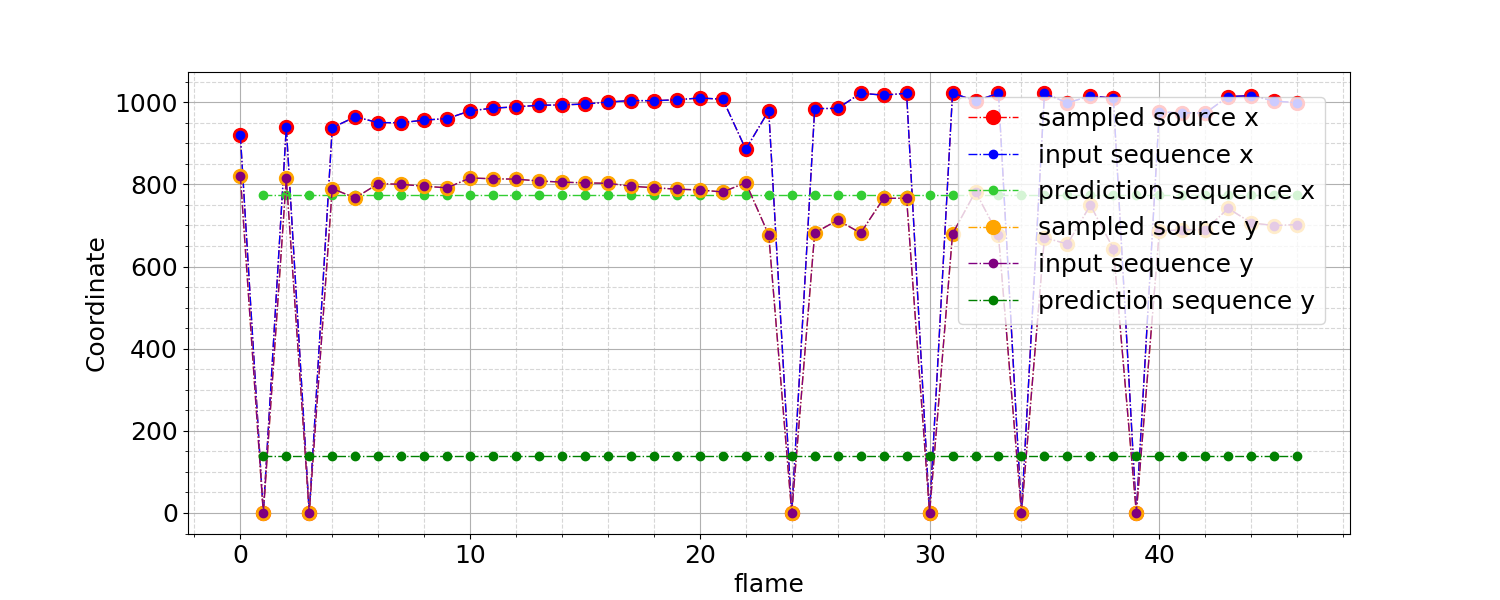 1000
800
600
400
200
0
Coordinate
sampled source x
input sequence x
prediction sequence x
sampled source y
input sequence y
prediction sequence y
0 10 20 30 40
flame